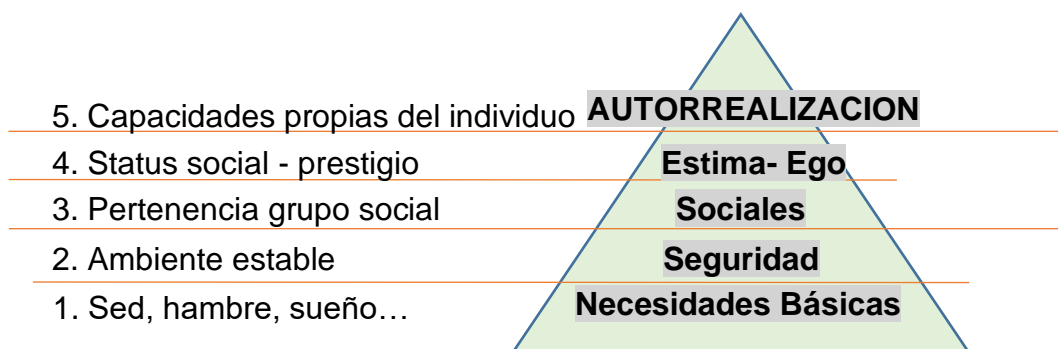 5. Capacidades propias del individuo AUTORREALIZACION
4. Status social - prestigio Estima- Ego
3. Pertenencia grupo social Sociales
2. Ambiente estable Seguridad
1. Sed, hambre, sueño… Necesidades Básicas